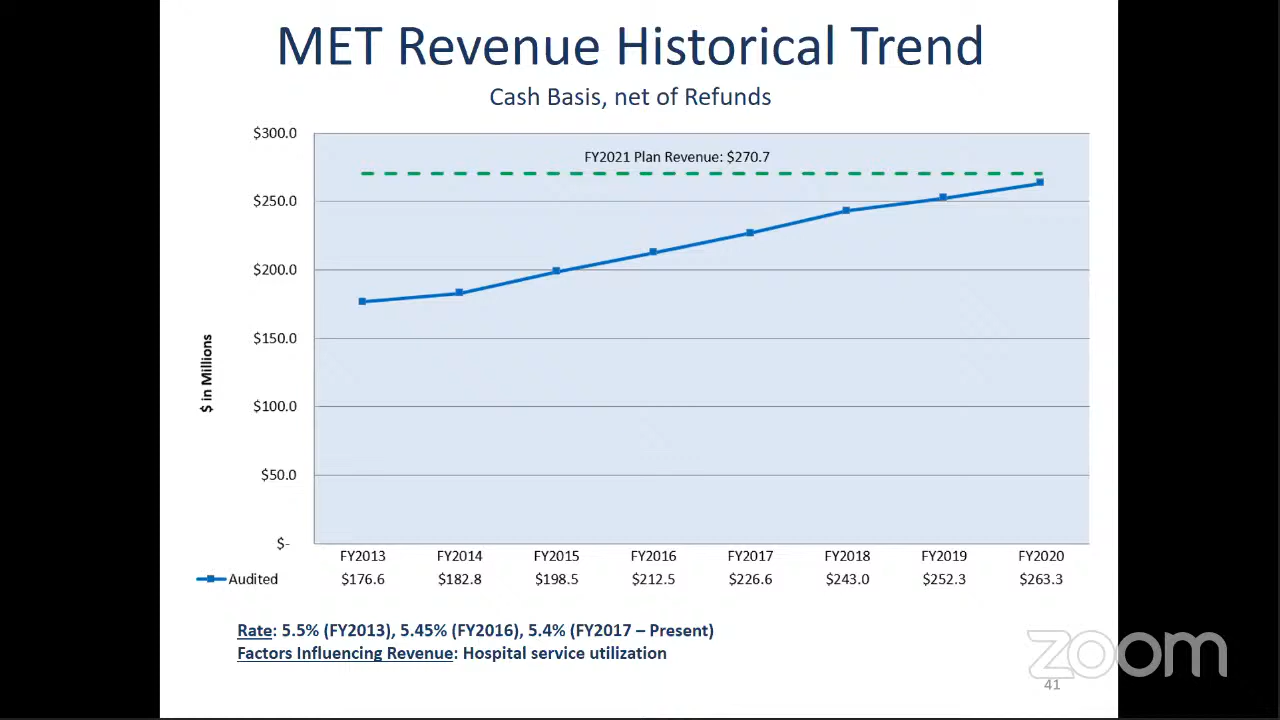 MET Revenue Historical Trend
Cash Basis, net of Refunds
$300.0
FY2021 Plan Revenue: $270.7
$250.0
$200.0
$150.0
$100.0
$50.0
$-
$ in Millions
FY2013 FY2014 FY2015 FY2016 FY2017 FY2018 FY2019 FY2020
Audited $176.6 $182.8 $198.5 $212.5 $226.6 $243.0 $252.3 $263.3
Rate: 5.5% (FY2013), 5.45% (FY2016), 5.4% (FY2017 – Present)
Factors Influencing Revenue: Hospital service utilization
zoom
41